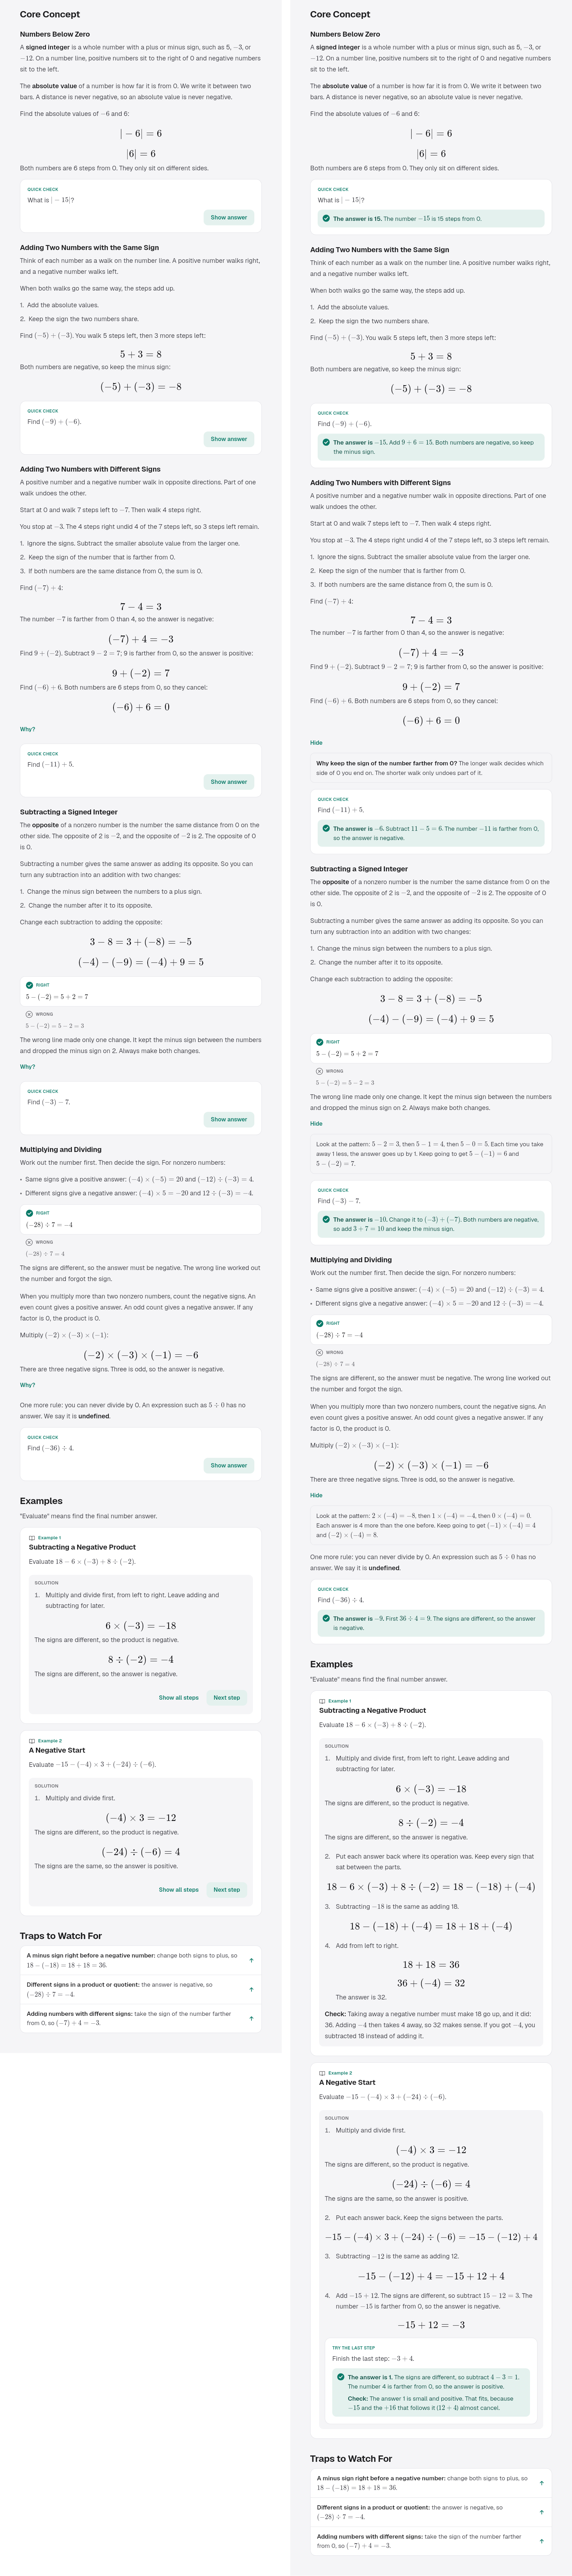 Core Concept
Numbers Below Zero
A signed integer is a whole number with a plus or minus sign, such as 5, −3, or
−12. On a number line, positive numbers sit to the right of 0 and negative numbers
sit to the left.
The absolute value of a number is how far it is from 0. We write it between two
bars. A distance is never negative, so an absolute value is never negative.
Find the absolute values of −6 and 6:
| − 6| = 6
|6| = 6
Both numbers are 6 steps from 0. They only sit on different sides.
QUICK CHECK
What is | − 15|?
Show answer
Adding Two Numbers with the Same Sign
Think of each number as a walk on the number line. A positive number walks right,
and a negative number walks left.
When both walks go the same way, the steps add up.
1. Add the absolute values.
2. Keep the sign the two numbers share.
Find (−5) + (−3). You walk 5 steps left, then 3 more steps left:
5 + 3 = 8
Both numbers are negative, so keep the minus sign:
(−5) + (−3) = −8
QUICK CHECK
Find (−9) + (−6).
Show answer
Adding Two Numbers with Different Signs
A positive number and a negative number walk in opposite directions. Part of one
walk undoes the other.
Start at 0 and walk 7 steps left to −7. Then walk 4 steps right.
You stop at −3. The 4 steps right undid 4 of the 7 steps left, so 3 steps left remain.
1. Ignore the signs. Subtract the smaller absolute value from the larger one.
2. Keep the sign of the number that is farther from 0.
3. If both numbers are the same distance from 0, the sum is 0.
Find (−7) + 4:
7 − 4 = 3
The number −7 is farther from 0 than 4, so the answer is negative:
(−7) + 4 = −3
Find 9 + (−2). Subtract 9 − 2 = 7; 9 is farther from 0, so the answer is positive:
9 + (−2) = 7
Find (−6) + 6. Both numbers are 6 steps from 0, so they cancel:
(−6) + 6 = 0
Why?
QUICK CHECK
Find (−11) + 5.
Show answer
Subtracting a Signed Integer
The opposite of a nonzero number is the number the same distance from 0 on the
other side. The opposite of 2 is −2, and the opposite of −2 is 2. The opposite of 0
is 0.
Subtracting a number gives the same answer as adding its opposite. So you can
turn any subtraction into an addition with two changes:
1. Change the minus sign between the numbers to a plus sign.
2. Change the number after it to its opposite.
Change each subtraction to adding the opposite:
3 − 8 = 3 + (−8) = −5
(−4) − (−9) = (−4) + 9 = 5
RIGHT
5 − (−2) = 5 + 2 = 7
WRONG
5 − (−2) = 5 − 2 = 3
The wrong line made only one change. It kept the minus sign between the numbers
and dropped the minus sign on 2. Always make both changes.
Why?
QUICK CHECK
Find (−3) − 7.
Show answer
Multiplying and Dividing
Work out the number first. Then decide the sign. For nonzero numbers:
• Same signs give a positive answer: (−4) × (−5) = 20 and (−12) ÷ (−3) = 4.
• Different signs give a negative answer: (−4) × 5 = −20 and 12 ÷ (−3) = −4.
RIGHT
(−28) ÷ 7 = −4
WRONG
(−28) ÷ 7 = 4
The signs are different, so the answer must be negative. The wrong line worked out
the number and forgot the sign.
When you multiply more than two nonzero numbers, count the negative signs. An
even count gives a positive answer. An odd count gives a negative answer. If any
factor is 0, the product is 0.
Multiply (−2) × (−3) × (−1):
(−2) × (−3) × (−1) = −6
There are three negative signs. Three is odd, so the answer is negative.
Why?
One more rule: you can never divide by 0. An expression such as 5 ÷ 0 has no
answer. We say it is undefined.
QUICK CHECK
Find (−36) ÷ 4.
Show answer
Examples
"Evaluate" means find the final number answer.
Example 1
Subtracting a Negative Product
Evaluate 18 − 6 × (−3) + 8 ÷ (−2).
SOLUTION
1. Multiply and divide first, from left to right. Leave adding and
subtracting for later.
6 × (−3) = −18
The signs are different, so the product is negative.
8 ÷ (−2) = −4
The signs are different, so the answer is negative.
Show all steps
Next step
Example 2
A Negative Start
Evaluate −15 − (−4) × 3 + (−24) ÷ (−6).
SOLUTION
1. Multiply and divide first.
(−4) × 3 = −12
The signs are different, so the product is negative.
(−24) ÷ (−6) = 4
The signs are the same, so the answer is positive.
Show all steps
Next step
Traps to Watch For
A minus sign right before a negative number: change both signs to plus, so
18 − (−18) = 18 + 18 = 36.
Different signs in a product or quotient: the answer is negative, so
(−28) ÷ 7 = −4.
Adding numbers with different signs: take the sign of the number farther
from 0, so (−7) + 4 = −3.
Core Concept
Numbers Below Zero
A signed integer is a whole number with a plus or minus sign, such as 5, −3, or
−12. On a number line, positive numbers sit to the right of 0 and negative numbers
sit to the left.
The absolute value of a number is how far it is from 0. We write it between two
bars. A distance is never negative, so an absolute value is never negative.
Find the absolute values of −6 and 6:
| − 6| = 6
|6| = 6
Both numbers are 6 steps from 0. They only sit on different sides.
QUICK CHECK
What is | − 15|?
The answer is 15. The number −15 is 15 steps from 0.
Adding Two Numbers with the Same Sign
Think of each number as a walk on the number line. A positive number walks right,
and a negative number walks left.
When both walks go the same way, the steps add up.
1. Add the absolute values.
2. Keep the sign the two numbers share.
Find (−5) + (−3). You walk 5 steps left, then 3 more steps left:
5 + 3 = 8
Both numbers are negative, so keep the minus sign:
(−5) + (−3) = −8
QUICK CHECK
Find (−9) + (−6).
The answer is −15. Add 9 + 6 = 15. Both numbers are negative, so keep
the minus sign.
Adding Two Numbers with Different Signs
A positive number and a negative number walk in opposite directions. Part of one
walk undoes the other.
Start at 0 and walk 7 steps left to −7. Then walk 4 steps right.
You stop at −3. The 4 steps right undid 4 of the 7 steps left, so 3 steps left remain.
1. Ignore the signs. Subtract the smaller absolute value from the larger one.
2. Keep the sign of the number that is farther from 0.
3. If both numbers are the same distance from 0, the sum is 0.
Find (−7) + 4:
7 − 4 = 3
The number −7 is farther from 0 than 4, so the answer is negative:
(−7) + 4 = −3
Find 9 + (−2). Subtract 9 − 2 = 7; 9 is farther from 0, so the answer is positive:
9 + (−2) = 7
Find (−6) + 6. Both numbers are 6 steps from 0, so they cancel:
(−6) + 6 = 0
Hide
Why keep the sign of the number farther from 0? The longer walk decides which
side of 0 you end on. The shorter walk only undoes part of it.
QUICK CHECK
Find (−11) + 5.
The answer is −6. Subtract 11 − 5 = 6. The number −11 is farther from 0,
so the answer is negative.
Subtracting a Signed Integer
The opposite of a nonzero number is the number the same distance from 0 on the
other side. The opposite of 2 is −2, and the opposite of −2 is 2. The opposite of 0
is 0.
Subtracting a number gives the same answer as adding its opposite. So you can
turn any subtraction into an addition with two changes:
1. Change the minus sign between the numbers to a plus sign.
2. Change the number after it to its opposite.
Change each subtraction to adding the opposite:
3 − 8 = 3 + (−8) = −5
(−4) − (−9) = (−4) + 9 = 5
RIGHT
5 − (−2) = 5 + 2 = 7
WRONG
5 − (−2) = 5 − 2 = 3
The wrong line made only one change. It kept the minus sign between the numbers
and dropped the minus sign on 2. Always make both changes.
Hide
Look at the pattern: 5 − 2 = 3, then 5 − 1 = 4, then 5 − 0 = 5. Each time you take
away 1 less, the answer goes up by 1. Keep going to get 5 − (−1) = 6 and
5 − (−2) = 7.
QUICK CHECK
Find (−3) − 7.
The answer is −10. Change it to (−3) + (−7). Both numbers are negative,
so add 3 + 7 = 10 and keep the minus sign.
Multiplying and Dividing
Work out the number first. Then decide the sign. For nonzero numbers:
• Same signs give a positive answer: (−4) × (−5) = 20 and (−12) ÷ (−3) = 4.
• Different signs give a negative answer: (−4) × 5 = −20 and 12 ÷ (−3) = −4.
RIGHT
(−28) ÷ 7 = −4
WRONG
(−28) ÷ 7 = 4
The signs are different, so the answer must be negative. The wrong line worked out
the number and forgot the sign.
When you multiply more than two nonzero numbers, count the negative signs. An
even count gives a positive answer. An odd count gives a negative answer. If any
factor is 0, the product is 0.
Multiply (−2) × (−3) × (−1):
(−2) × (−3) × (−1) = −6
There are three negative signs. Three is odd, so the answer is negative.
Hide
Look at the pattern: 2 × (−4) = −8, then 1 × (−4) = −4, then 0 × (−4) = 0.
Each answer is 4 more than the one before. Keep going to get (−1) × (−4) = 4
and (−2) × (−4) = 8.
One more rule: you can never divide by 0. An expression such as 5 ÷ 0 has no
answer. We say it is undefined.
QUICK CHECK
Find (−36) ÷ 4.
The answer is −9. First 36 ÷ 4 = 9. The signs are different, so the answer
is negative.
Examples
"Evaluate" means find the final number answer.
Example 1
Subtracting a Negative Product
Evaluate 18 − 6 × (−3) + 8 ÷ (−2).
SOLUTION
1. Multiply and divide first, from left to right. Leave adding and
subtracting for later.
6 × (−3) = −18
The signs are different, so the product is negative.
8 ÷ (−2) = −4
The signs are different, so the answer is negative.
2. Put each answer back where its operation was. Keep every sign that
sat between the parts.
18 − 6 × (−3) + 8 ÷ (−2) = 18 − (−18) + (−4)
3. Subtracting −18 is the same as adding 18.
18 − (−18) + (−4) = 18 + 18 + (−4)
4. Add from left to right.
18 + 18 = 36
36 + (−4) = 32
The answer is 32.
Check: Taking away a negative number must make 18 go up, and it did:
36. Adding −4 then takes 4 away, so 32 makes sense. If you got −4, you
subtracted 18 instead of adding it.
Example 2
A Negative Start
Evaluate −15 − (−4) × 3 + (−24) ÷ (−6).
SOLUTION
1. Multiply and divide first.
(−4) × 3 = −12
The signs are different, so the product is negative.
(−24) ÷ (−6) = 4
The signs are the same, so the answer is positive.
2. Put each answer back. Keep the signs between the parts.
−15 − (−4) × 3 + (−24) ÷ (−6) = −15 − (−12) + 4
3. Subtracting −12 is the same as adding 12.
−15 − (−12) + 4 = −15 + 12 + 4
4. Add −15 + 12. The signs are different, so subtract 15 − 12 = 3. The
number −15 is farther from 0, so the answer is negative.
−15 + 12 = −3
TRY THE LAST STEP
Finish the last step: −3 + 4.
The answer is 1. The signs are different, so subtract 4 − 3 = 1.
The number 4 is farther from 0, so the answer is positive.
Check: The answer 1 is small and positive. That fits, because
−15 and the +16 that follows it (12 + 4) almost cancel.
Traps to Watch For
A minus sign right before a negative number: change both signs to plus, so
18 − (−18) = 18 + 18 = 36.
Different signs in a product or quotient: the answer is negative, so
(−28) ÷ 7 = −4.
Adding numbers with different signs: take the sign of the number farther
from 0, so (−7) + 4 = −3.